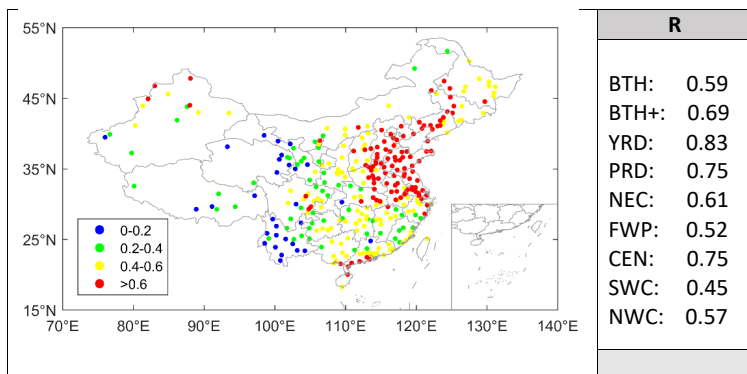 55°N
45°N
35°N
25°N
15°N
70°E 80°E 90°E 100°E 110°E 120°E 130°E 140°E
0-0.2
0.2-0.4
0.4-0.6
>0.6
R
BTH: 0.59
BTH+: 0.69
YRD: 0.83
PRD: 0.75
NEC: 0.61
FWP: 0.52
CEN: 0.75
SWC: 0.45
NWC: 0.57